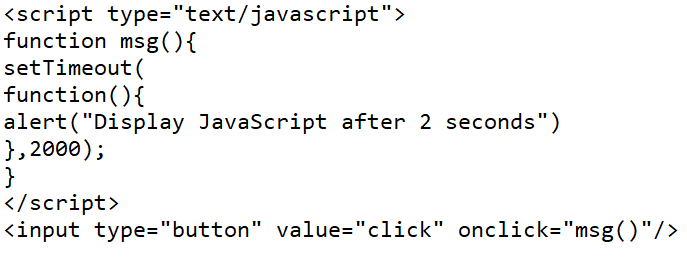 <script type="text/javascript">
function msg(){
setTimeout(
function(){
alert("Display JavaScript after 2 seconds")
},2000);
}
</script>
<input type="button" value="click" onclick="msg()"/>